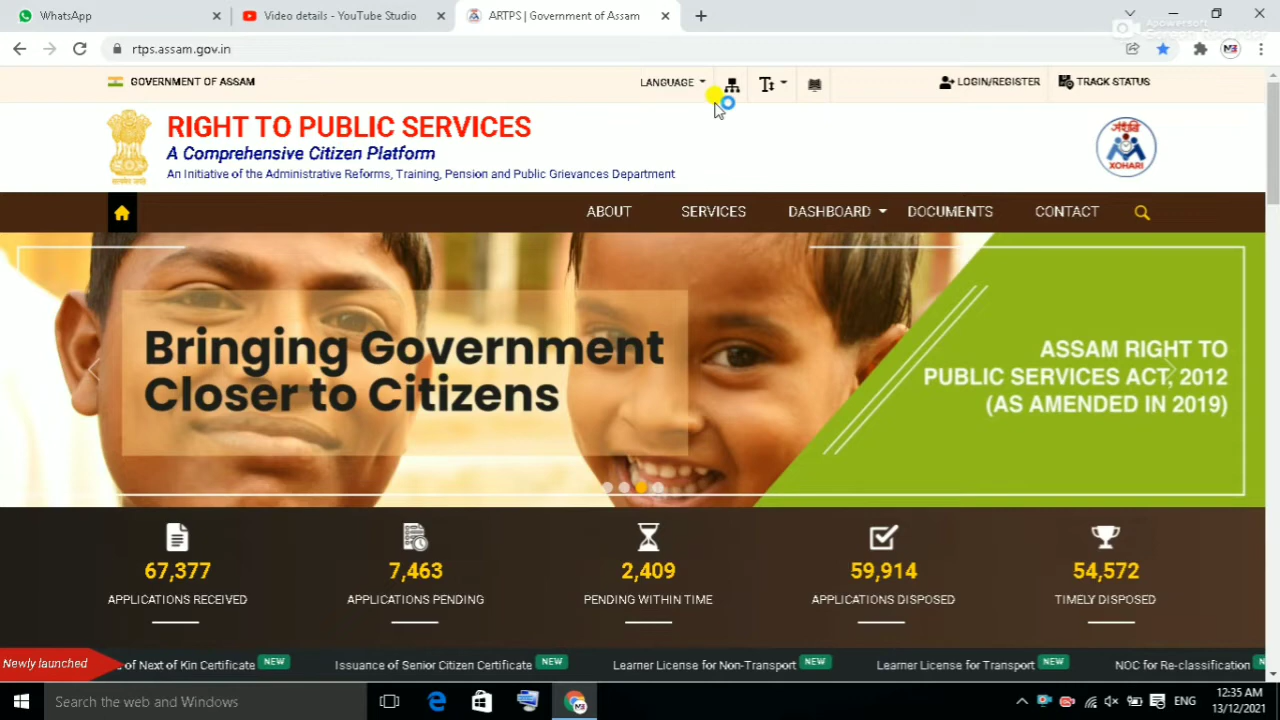 WhatsApp
Video details - YouTube Studio
ARTPS | Government of Assam
Apowersoft
Screen Recorder
rtps.assam.gov.in
GOVERNMENT OF ASSAM
LANGUAGE
LOGIN/REGISTER
TRACK STATUS
RIGHT TO PUBLIC SERVICES
A Comprehensive Citizen Platform
An Initiative of the Administrative Reforms, Training, Pension and Public Grievances Department
XOHARI
ABOUT
SERVICES
DASHBOARD
DOCUMENTS
CONTACT
Bringing Government
Closer to Citizens
ASSAM RIGHT TO
PUBLIC SERVICES ACT, 2012
(AS AMENDED IN 2019)
67,377
7,463
2,409
59,914
54,572
APPLICATIONS RECEIVED
APPLICATIONS PENDING
PENDING WITHIN TIME
APPLICATIONS DISPOSED
TIMELY DISPOSED
Newly launched
of Next of Kin Certificate NEW
Issuance of Senior Citizen Certificate NEW
Learner License for Non-Transport NEW
Learner License for Transport NEW
NOC for Re-classification
Search the web and Windows
ENG
12:35 AM
13/12/2021